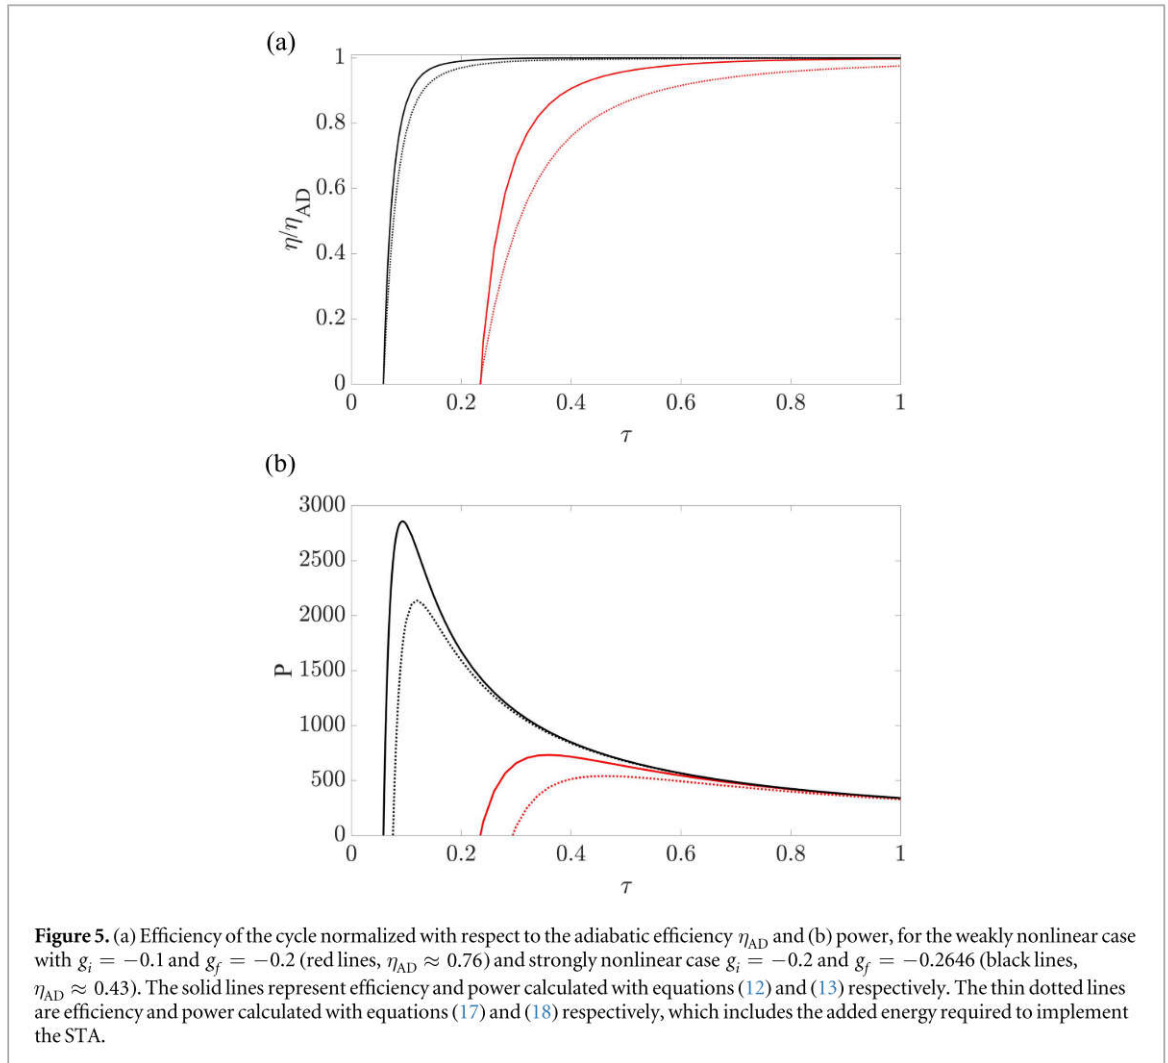 (a)
1
0.8
0.6
0.4
0.2
0
η/η_AD
0 0.2 0.4 0.6 0.8 1
τ
(b)
3000
2500
2000
1500
1000
500
0
P
0 0.2 0.4 0.6 0.8 1
τ
Figure 5. (a) Efficiency of the cycle normalized with respect to the adiabatic efficiency η_AD and (b) power, for the weakly nonlinear case
with g_i = −0.1 and g_f = −0.2 (red lines, η_AD ≈ 0.76) and strongly nonlinear case g_i = −0.2 and g_f = −0.2646 (black lines,
η_AD ≈ 0.43). The solid lines represent efficiency and power calculated with equations (12) and (13) respectively. The thin dotted lines
are efficiency and power calculated with equations (17) and (18) respectively, which includes the added energy required to implement
the STA.